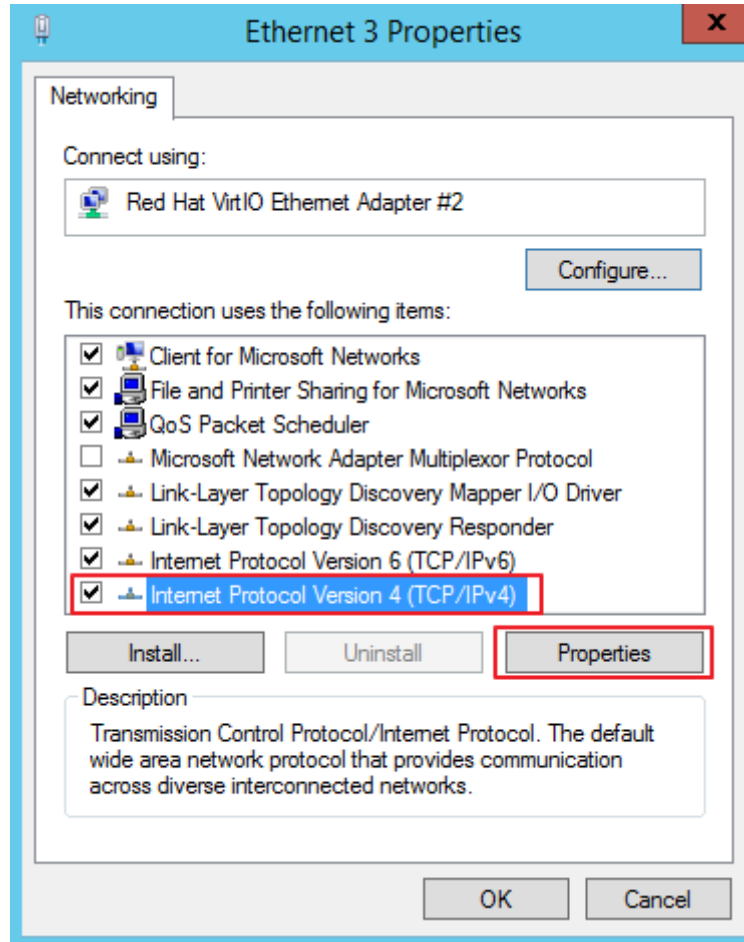 Ethernet 3 Properties
x
Networking
Connect using:
Red Hat VirtIO Ethernet Adapter #2
Configure...
This connection uses the following items:
Client for Microsoft Networks
File and Printer Sharing for Microsoft Networks
QoS Packet Scheduler
Microsoft Network Adapter Multiplexor Protocol
Link-Layer Topology Discovery Mapper I/O Driver
Link-Layer Topology Discovery Responder
Internet Protocol Version 6 (TCP/IPv6)
Internet Protocol Version 4 (TCP/IPv4)
Install...
Uninstall
Properties
Description
Transmission Control Protocol/Internet Protocol. The default
wide area network protocol that provides communication
across diverse interconnected networks.
OK
Cancel